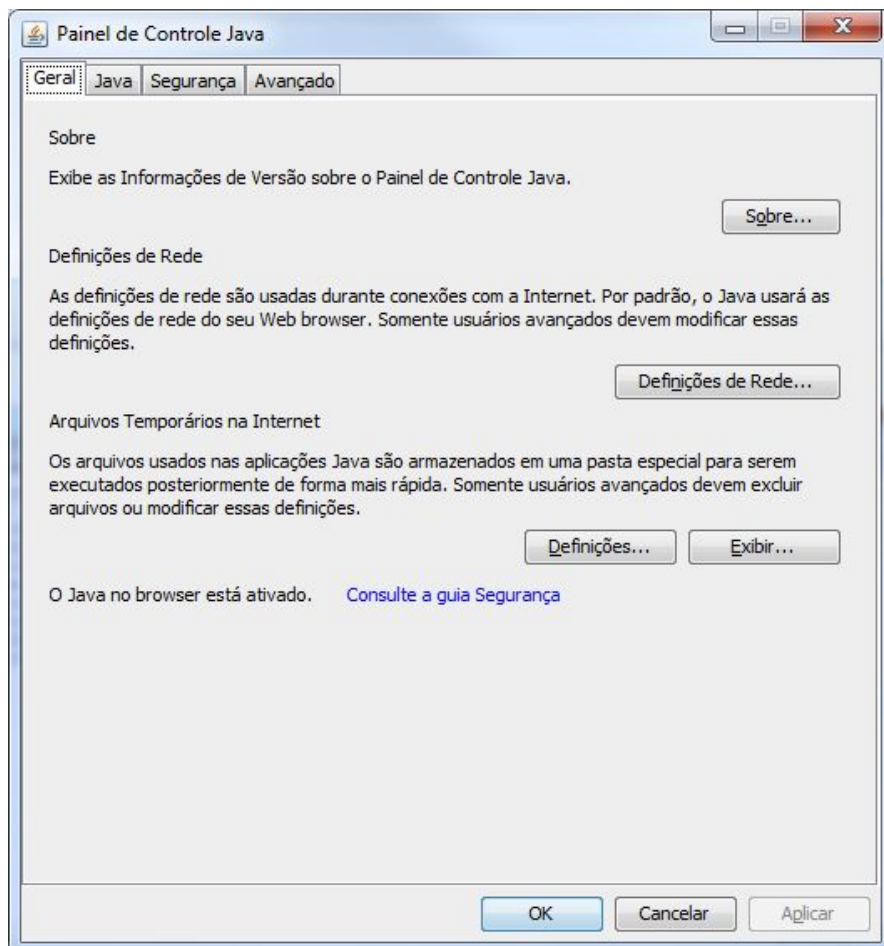 Painel de Controle Java
Geral Java Segurança Avançado
Sobre
Exibe as Informações de Versão sobre o Painel de Controle Java.
Sobre...
Definições de Rede
As definições de rede são usadas durante conexões com a Internet. Por padrão, o Java usará as
definições de rede do seu Web browser. Somente usuários avançados devem modificar essas
definições.
Definições de Rede...
Arquivos Temporários na Internet
Os arquivos usados nas aplicações Java são armazenados em uma pasta especial para serem
executados posteriormente de forma mais rápida. Somente usuários avançados devem excluir
arquivos ou modificar essas definições.
Definições... Exibir...
O Java no browser está ativado. Consulte a guia Segurança
OK Cancelar Aplicar